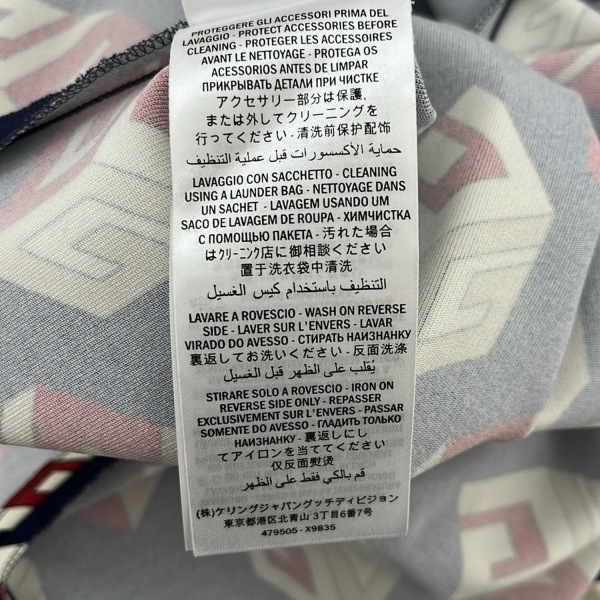 PROTEGGERE GLI ACCESSORI PRIMA DEL
LAVAGGIO - PROTECT ACCESSORIES BEFORE
CLEANING - PROTEGER LES ACCESSOIRES
AVANT LE NETTOYAGE - PROTEGA OS
ACESSORIOS ANTES DE LIMPAR
ПРИКРЫВАТЬ ДЕТАЛИ ПРИ ЧИСТКЕ
アクセサリー部分は保護、
または外してクリーニングを
行ってください - 清洗前保护配饰
حماية الأكسسورات قبل عملية التنظيف
LAVAGGIO CON SACCHETTO - CLEANING
USING A LAUNDER BAG - NETTOYAGE DANS
UN SACHET - LAVAGEM USANDO UM
SACO DE LAVAGEM DE ROUPA - ХИМЧИСТКА
С ПОМОЩЬЮ ПАКЕТА - 汚れた場合
はクリーニング店に御相談ください
置于洗衣袋中清洗
التنظيف باستخدام كيس الغسيل
LAVARE A ROVESCIO - WASH ON REVERSE
SIDE - LAVER SUR L'ENVERS - LAVAR
VIRADO DO AVESSO - СТИРАТЬ НАИЗНАНКУ
裏返してお洗いください - 反面洗涤
يُقلب على الظهر قبل الغسيل
STIRARE SOLO A ROVESCIO - IRON ON
REVERSE SIDE ONLY - REPASSER
EXCLUSIVEMENT SUR L'ENVERS - PASSAR
SOMENTE DO AVESSO - ГЛАДИТЬ ТОЛЬКО
НАИЗНАНКУ - 裏返しにし
てアイロンを当ててください
仅反面熨烫
قم بالكي فقط على الظهر
(株)ケリングジャパングッチディビジョン
東京都港区北青山 3丁目6番7号
479505 - X9B35